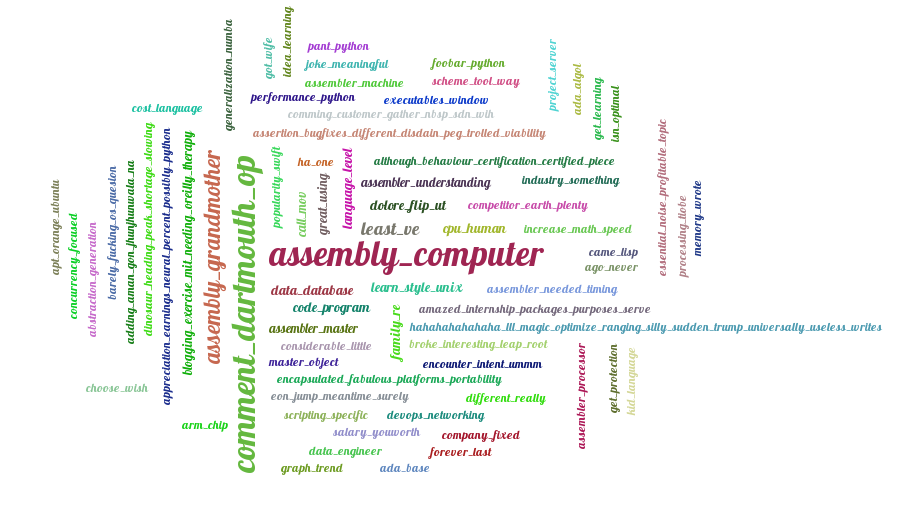 generalization_numba
got_wife
idea_learning
pant_python
joke_meaningful
foobar_python
assembler_machine
scheme_tool_way
performance_python
executables_window
project_server
ada_algol
get_learning
isn_optimal
cost_language
comming_customer_gather_nbsp_sdn_wih
assertion_bugfixes_different_disdain_peg_trolled_viability
apt_orange_ubuntu
concurrency_focused
abstraction_generation
barely_fucking_os_question
adding_aman_gon_jhunjhunwala_na
dinosaur_heading_peak_shortage_slowing
appreciation_earnings_neural_percent_possibly_python
blogging_exercise_mit_needing_oreilly_therapy
assembly_grandmother
comment_dartmouth_op
popularity_swift
ha_one
call_mov
great_using
language_level
although_behaviour_certification_certified_piece
assembler_understanding
industry_something
dolore_flip_ut
competitor_earth_plenty
least_ve
cpu_human
increase_math_speed
assembly_computer
came_lisp
ago_never
essential_noise_profitable_topic
processing_tiobe
memory_wrote
data_database
learn_style_unix
assembler_needed_timing
code_program
amazed_internship_packages_purposes_serve
assembler_master
family_re
hahahahahahaha_lil_magic_optimize_ranging_silly_sudden_trump_universally_useless_writes
considerable_little
broke_interesting_leap_root
master_object
encounter_intent_ummm
encapsulated_fabulous_platforms_portability
choose_wish
eon_jump_meantime_surely
different_really
assembler_processor
get_protection
kid_language
scripting_specific
devops_networking
arm_chip
salary_youworth
company_fixed
data_engineer
forever_last
graph_trend
ada_base